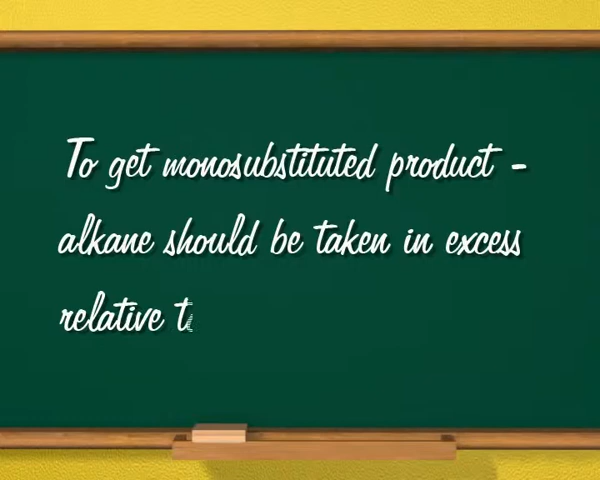 To get monosubstituted product -
alkane should be taken in excess
relative t